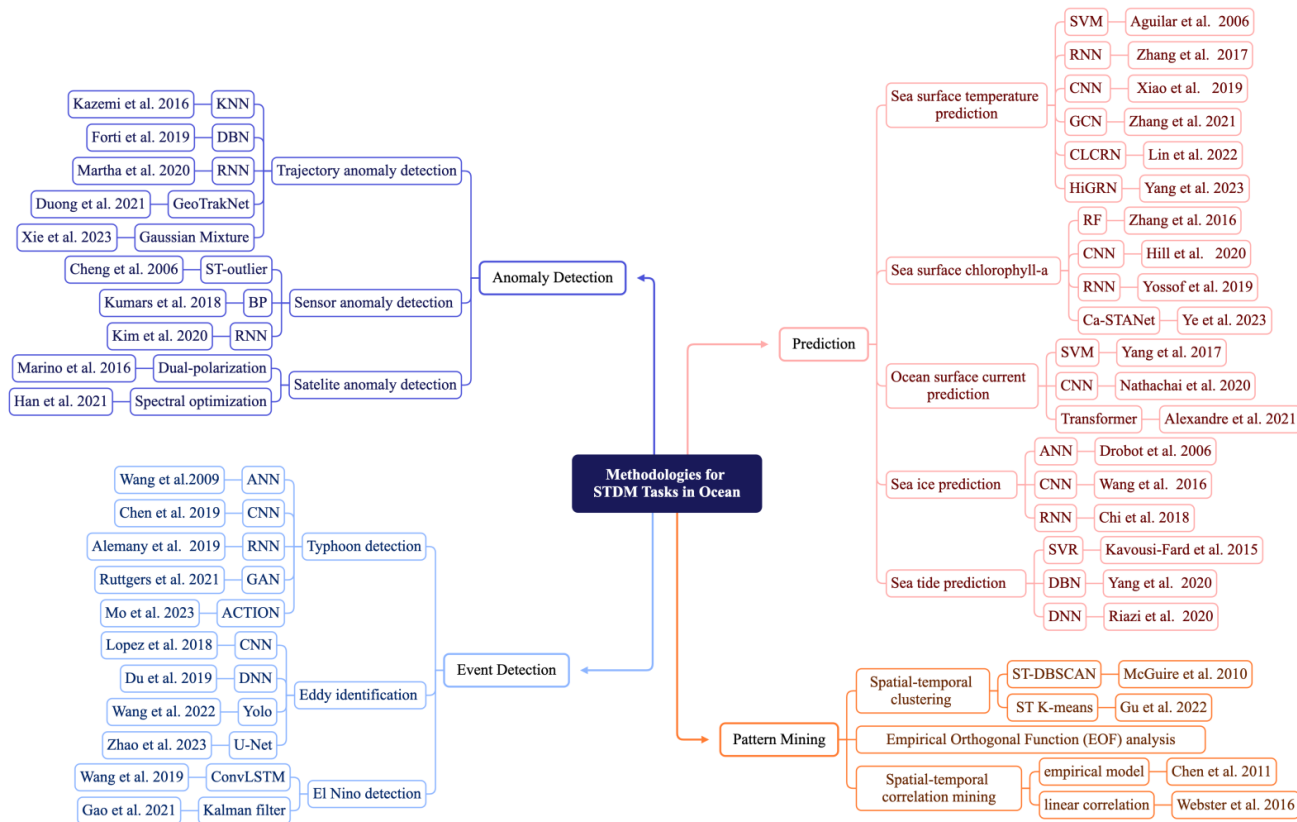 Methodologies for
STDM Tasks in Ocean
Anomaly Detection
Trajectory anomaly detection
KNN
Kazemi et al. 2016
DBN
Forti et al. 2019
RNN
Martha et al. 2020
GeoTrakNet
Duong et al. 2021
Gaussian Mixture
Xie et al. 2023
Sensor anomaly detection
ST-outlier
Cheng et al. 2006
BP
Kumars et al. 2018
RNN
Kim et al. 2020
Satelite anomaly detection
Dual-polarization
Marino et al. 2016
Spectral optimization
Han et al. 2021
Event Detection
Typhoon detection
ANN
Wang et al.2009
CNN
Chen et al. 2019
RNN
Alemany et al. 2019
GAN
Ruttgers et al. 2021
ACTION
Mo et al. 2023
Eddy identification
CNN
Lopez et al. 2018
DNN
Du et al. 2019
Yolo
Wang et al. 2022
U-Net
Zhao et al. 2023
El Nino detection
ConvLSTM
Wang et al. 2019
Kalman filter
Gao et al. 2021
Prediction
Sea surface temperature
prediction
SVM
Aguilar et al. 2006
RNN
Zhang et al. 2017
CNN
Xiao et al. 2019
GCN
Zhang et al. 2021
CLCRN
Lin et al. 2022
HiGRN
Yang et al. 2023
Sea surface chlorophyll-a
RF
Zhang et al. 2016
CNN
Hill et al. 2020
RNN
Yossof et al. 2019
Ca-STANet
Ye et al. 2023
Ocean surface current
prediction
SVM
Yang et al. 2017
CNN
Nathachai et al. 2020
Transformer
Alexandre et al. 2021
Sea ice prediction
ANN
Drobot et al. 2006
CNN
Wang et al. 2016
RNN
Chi et al. 2018
Sea tide prediction
SVR
Kavousi-Fard et al. 2015
DBN
Yang et al. 2020
DNN
Riazi et al. 2020
Pattern Mining
Spatial-temporal
clustering
ST-DBSCAN
McGuire et al. 2010
ST K-means
Gu et al. 2022
Empirical Orthogonal Function (EOF) analysis
Spatial-temporal
correlation mining
empirical model
Chen et al. 2011
linear correlation
Webster et al. 2016